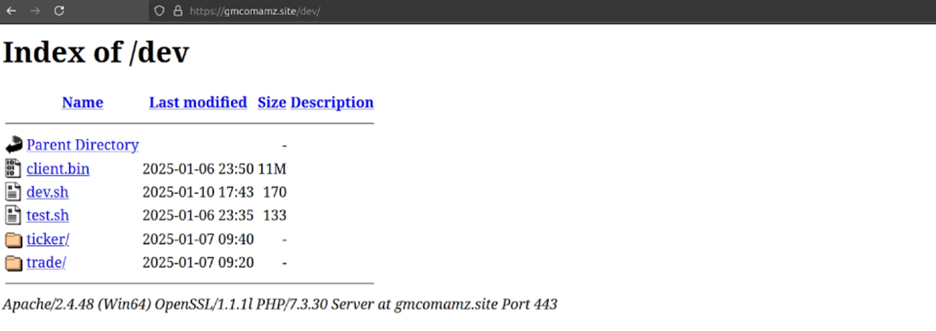 https://gmcomamz.site/dev/
Index of /dev
Name Last modified Size Description
Parent Directory -
client.bin 2025-01-06 23:50 11M
dev.sh 2025-01-10 17:43 170
test.sh 2025-01-06 23:35 133
ticker/ 2025-01-07 09:40 -
trade/ 2025-01-07 09:20 -
Apache/2.4.48 (Win64) OpenSSL/1.1.1l PHP/7.3.30 Server at gmcomamz.site Port 443